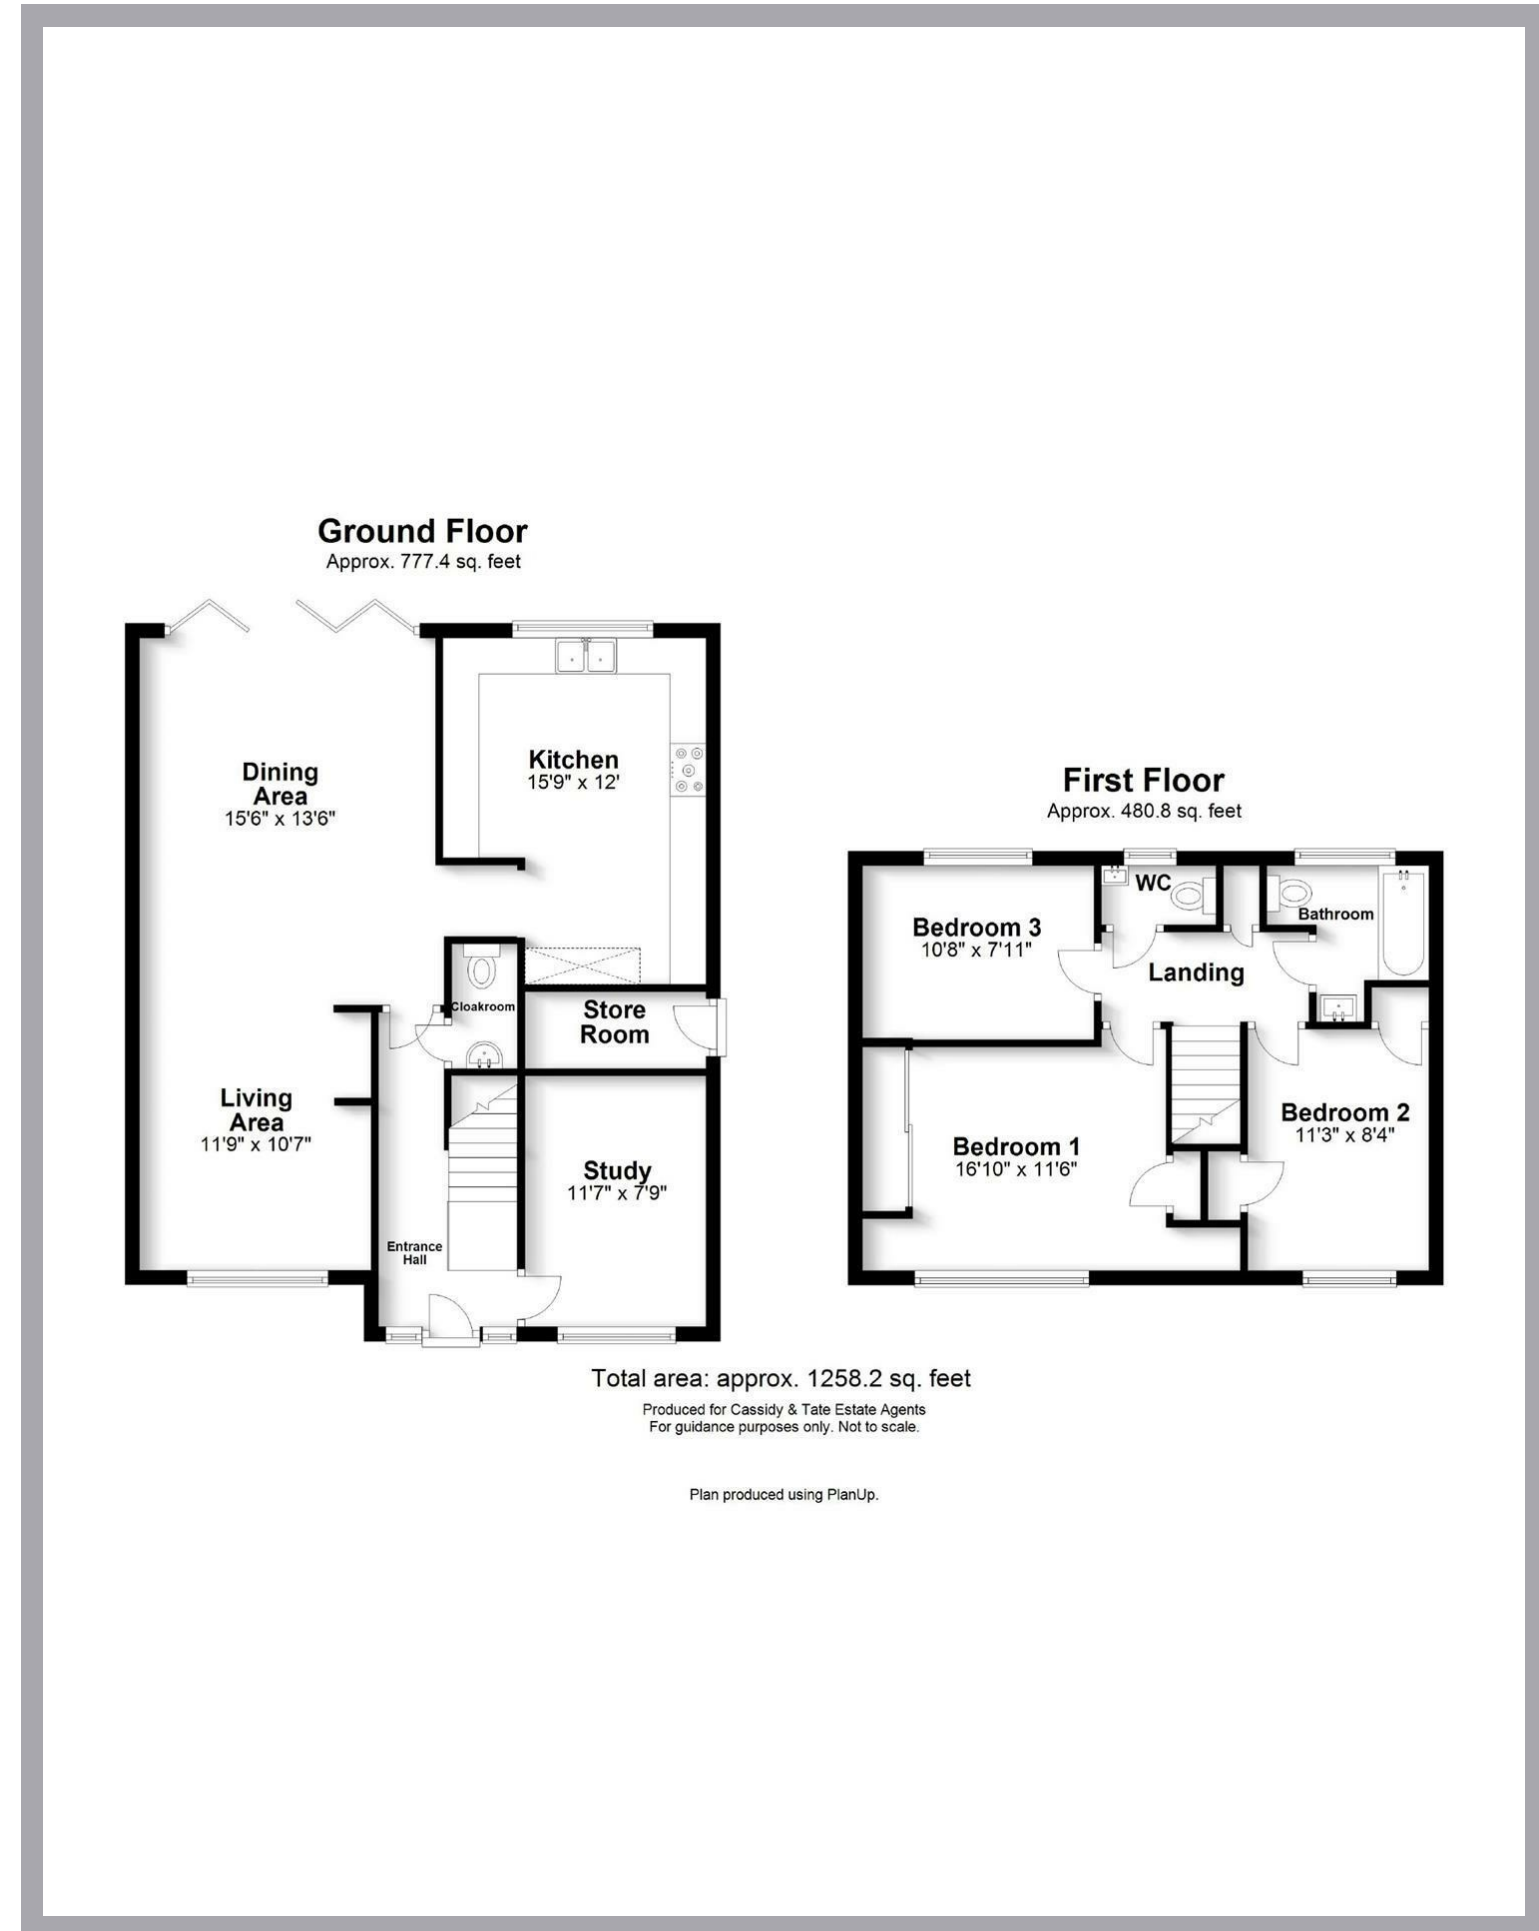 Ground Floor
Approx. 777.4 sq. feet
Dining
Area
15'6" x 13'6"
Kitchen
15'9" x 12'
Cloakroom
Store
Room
Living
Area
11'9" x 10'7"
Study
11'7" x 7'9"
Entrance
Hall
First Floor
Approx. 480.8 sq. feet
WC
Bathroom
Bedroom 3
10'8" x 7'11"
Landing
Bedroom 1
16'10" x 11'6"
Bedroom 2
11'3" x 8'4"
Total area: approx. 1258.2 sq. feet
Produced for Cassidy & Tate Estate Agents
For guidance purposes only. Not to scale.
Plan produced using PlanUp.